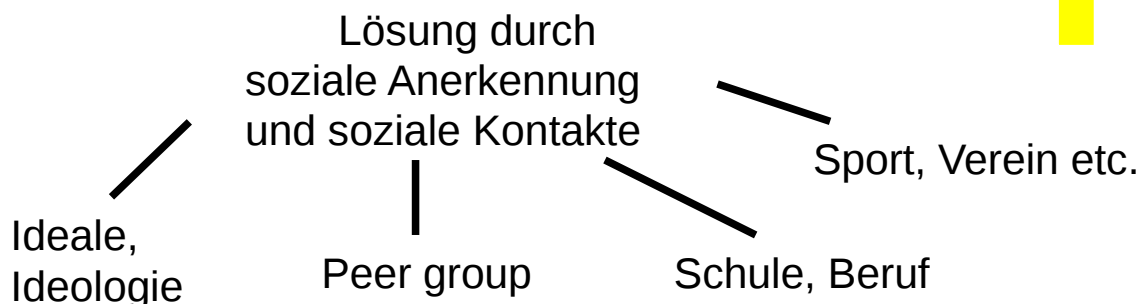 Lösung durch
soziale Anerkennung
und soziale Kontakte
Sport, Verein etc.
Ideale,
Ideologie
Peer group
Schule, Beruf